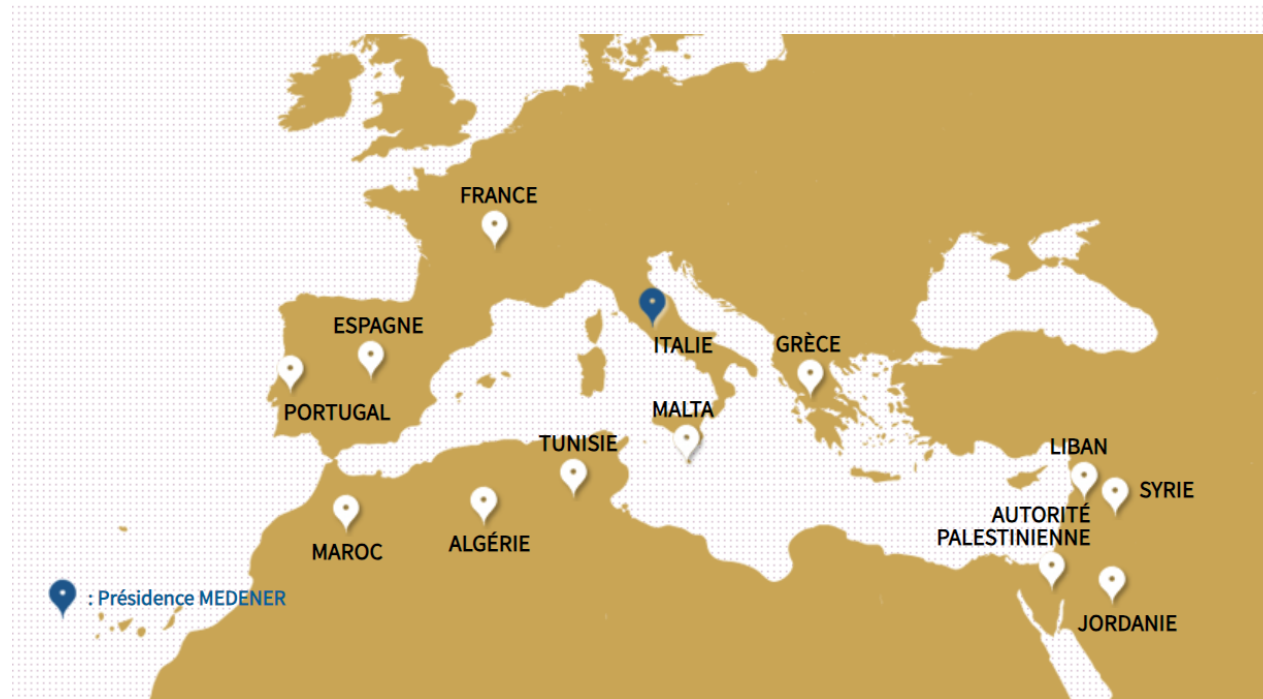 FRANCE
ESPAGNE
ITALIE
GRÈCE
PORTUGAL
MALTA
TUNISIE
LIBAN
SYRIE
AUTORITÉ
PALESTINIENNE
MAROC
ALGÉRIE
: Présidence MEDENER
JORDANIE